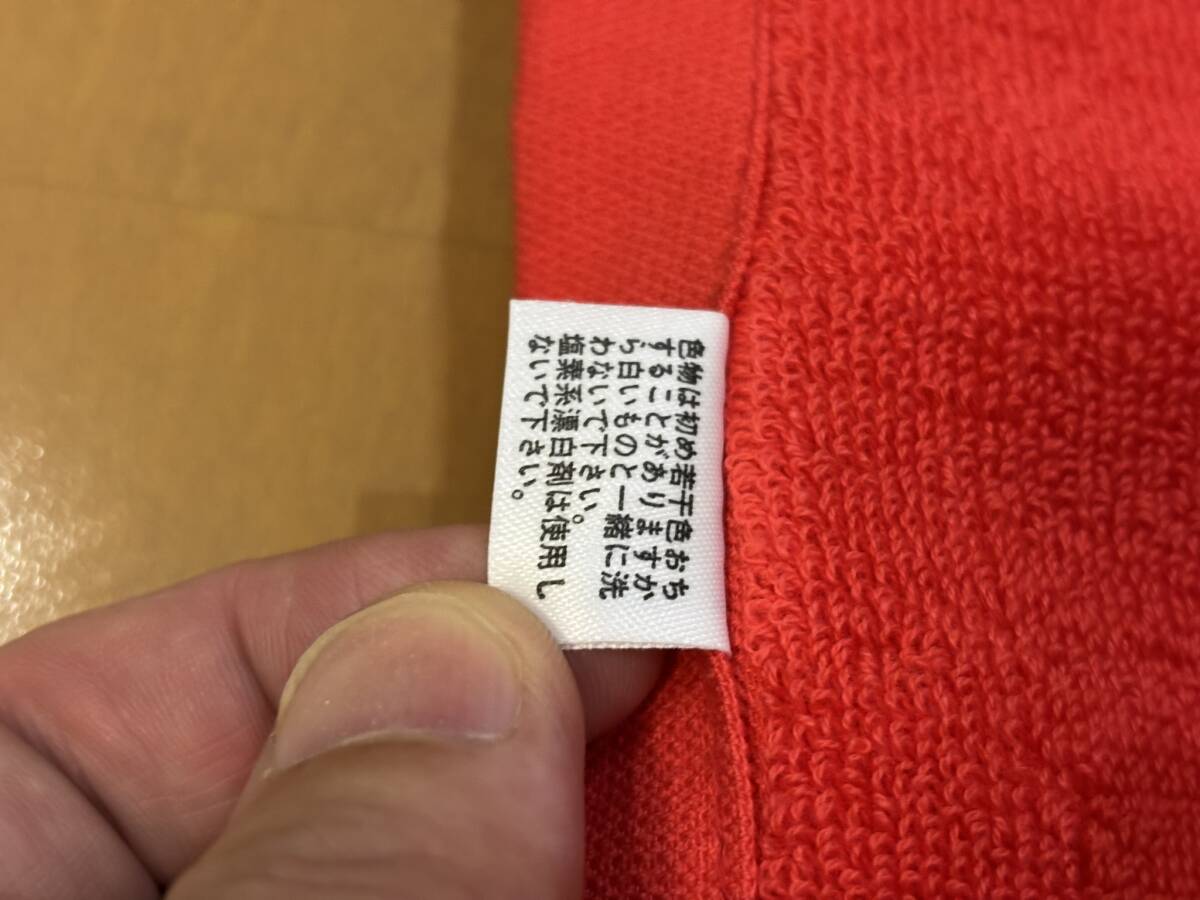 色物は初め若干色おち
することがありますか
ら白いものと一緒に洗
わないで下さい。
塩素系漂白剤は使用し
ないで下さい。